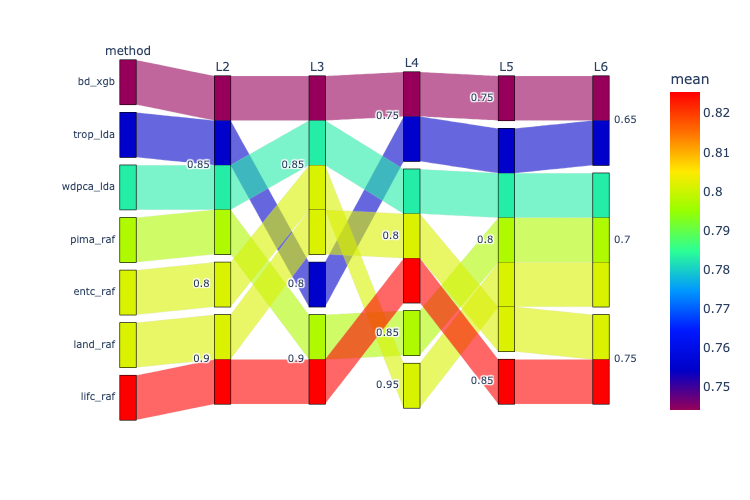 method
L2
L3
L4
L5
L6
mean
bd_xgb
trop_lda
wdpca_lda
pima_raf
entc_raf
land_raf
lifc_raf
0.85
0.8
0.9
0.85
0.8
0.9
0.75
0.8
0.85
0.95
0.75
0.8
0.85
0.65
0.7
0.75
0.82
0.81
0.8
0.79
0.78
0.77
0.76
0.75